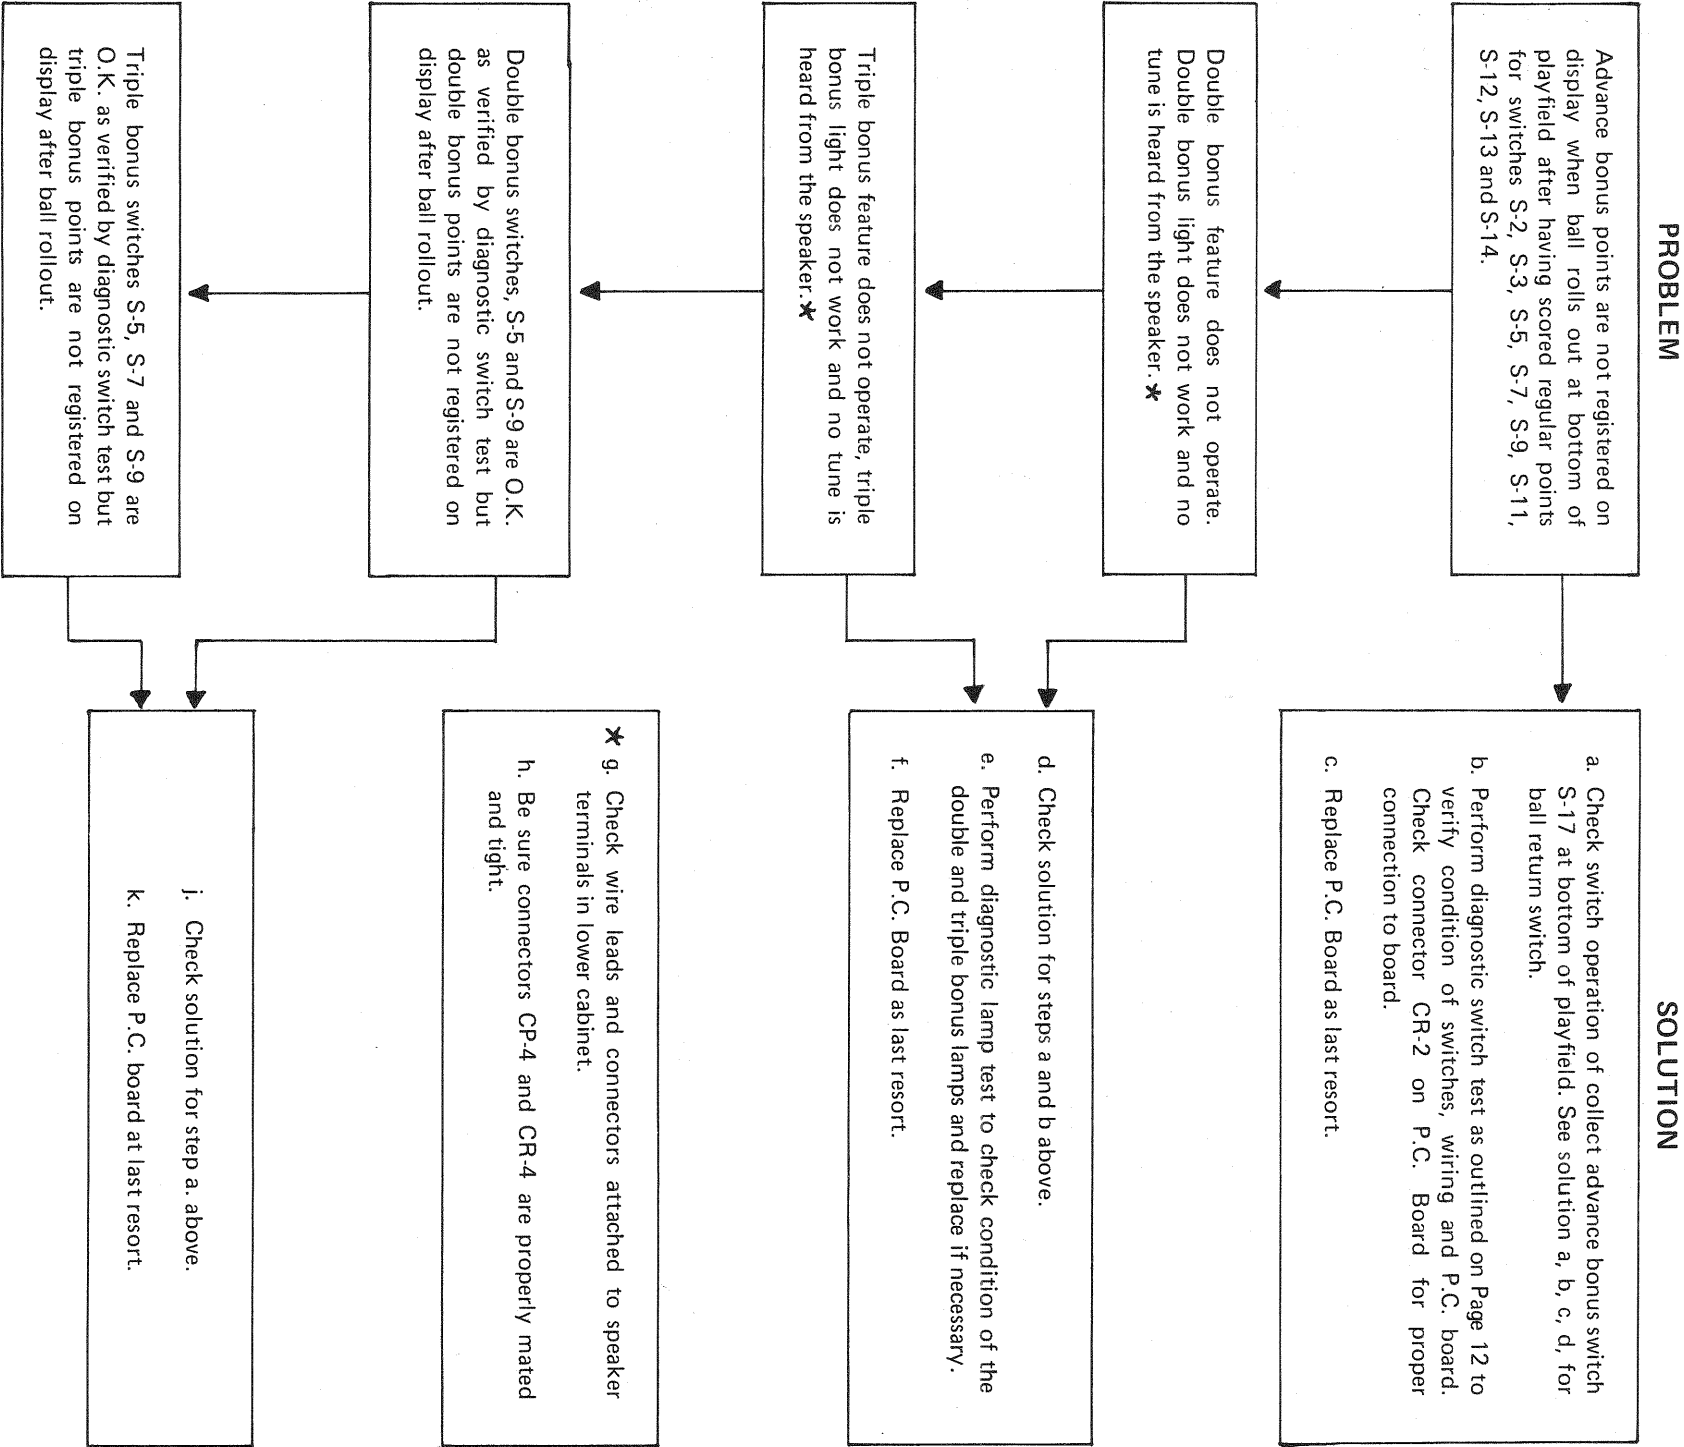 PROBLEM
SOLUTION
Advance bonus points are not registered on
display when ball rolls out at bottom of
playfield after having scored regular points
for switches S-2, S-3, S-5, S-7, S-9, S-11,
S-12, S-13 and S-14.
a. Check switch operation of collect advance bonus switch
S-17 at bottom of playfield. See solution a, b, c, d, for
ball return switch.
b. Perform diagnostic switch test as outlined on Page 12 to
verify condition of switches, wiring and P.C. board.
Check connector CR-2 on P.C. Board for proper
connection to board.
c. Replace P.C. Board as last resort.
Double bonus feature does not operate.
Double bonus light does not work and no
tune is heard from the speaker.*
Triple bonus feature does not operate, triple
bonus light does not work and no tune is
heard from the speaker.*
d. Check solution for steps a and b above.
e. Perform diagnostic lamp test to check condition of the
double and triple bonus lamps and replace if necessary.
f. Replace P.C. Board as last resort.
* g. Check wire leads and connectors attached to speaker
terminals in lower cabinet.
h. Be sure connectors CP-4 and CR-4 are properly mated
and tight.
Double bonus switches, S-5 and S-9 are O.K.
as verified by diagnostic switch test but
double bonus points are not registered on
display after ball rollout.
Triple bonus switches S-5, S-7 and S-9 are
O.K. as verified by diagnostic switch test but
triple bonus points are not registered on
display after ball rollout.
j. Check solution for step a. above.
k. Replace P.C. board at last resort.